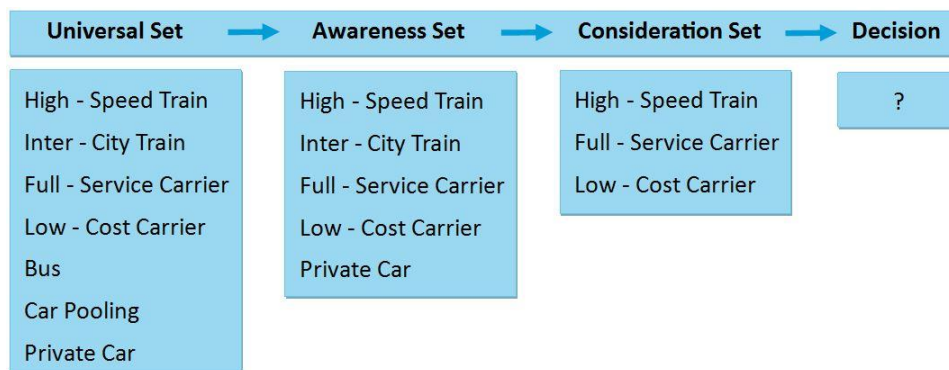 Universal Set
Awareness Set
Consideration Set
Decision
High - Speed Train
Inter - City Train
Full - Service Carrier
Low - Cost Carrier
Bus
Car Pooling
Private Car
High - Speed Train
Inter - City Train
Full - Service Carrier
Low - Cost Carrier
Private Car
High - Speed Train
Full - Service Carrier
Low - Cost Carrier
?